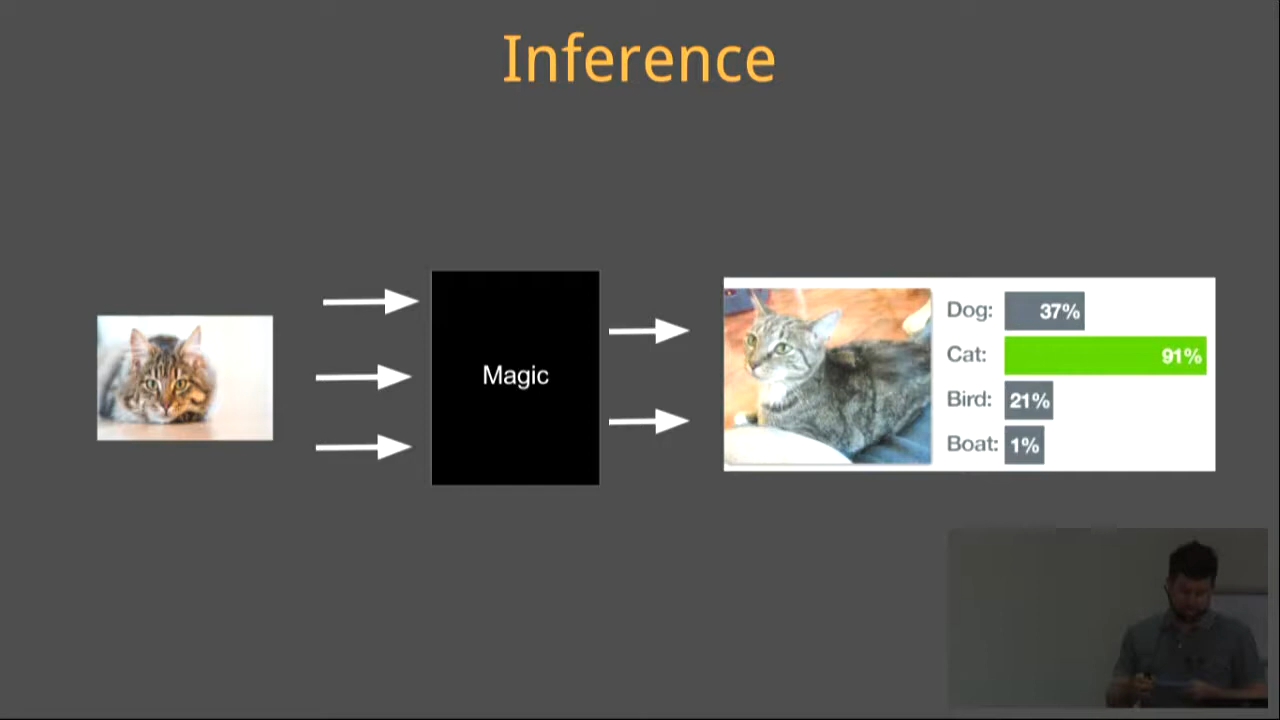 Inference
Magic
Dog: 37%
Cat: 91%
Bird: 21%
Boat: 1%